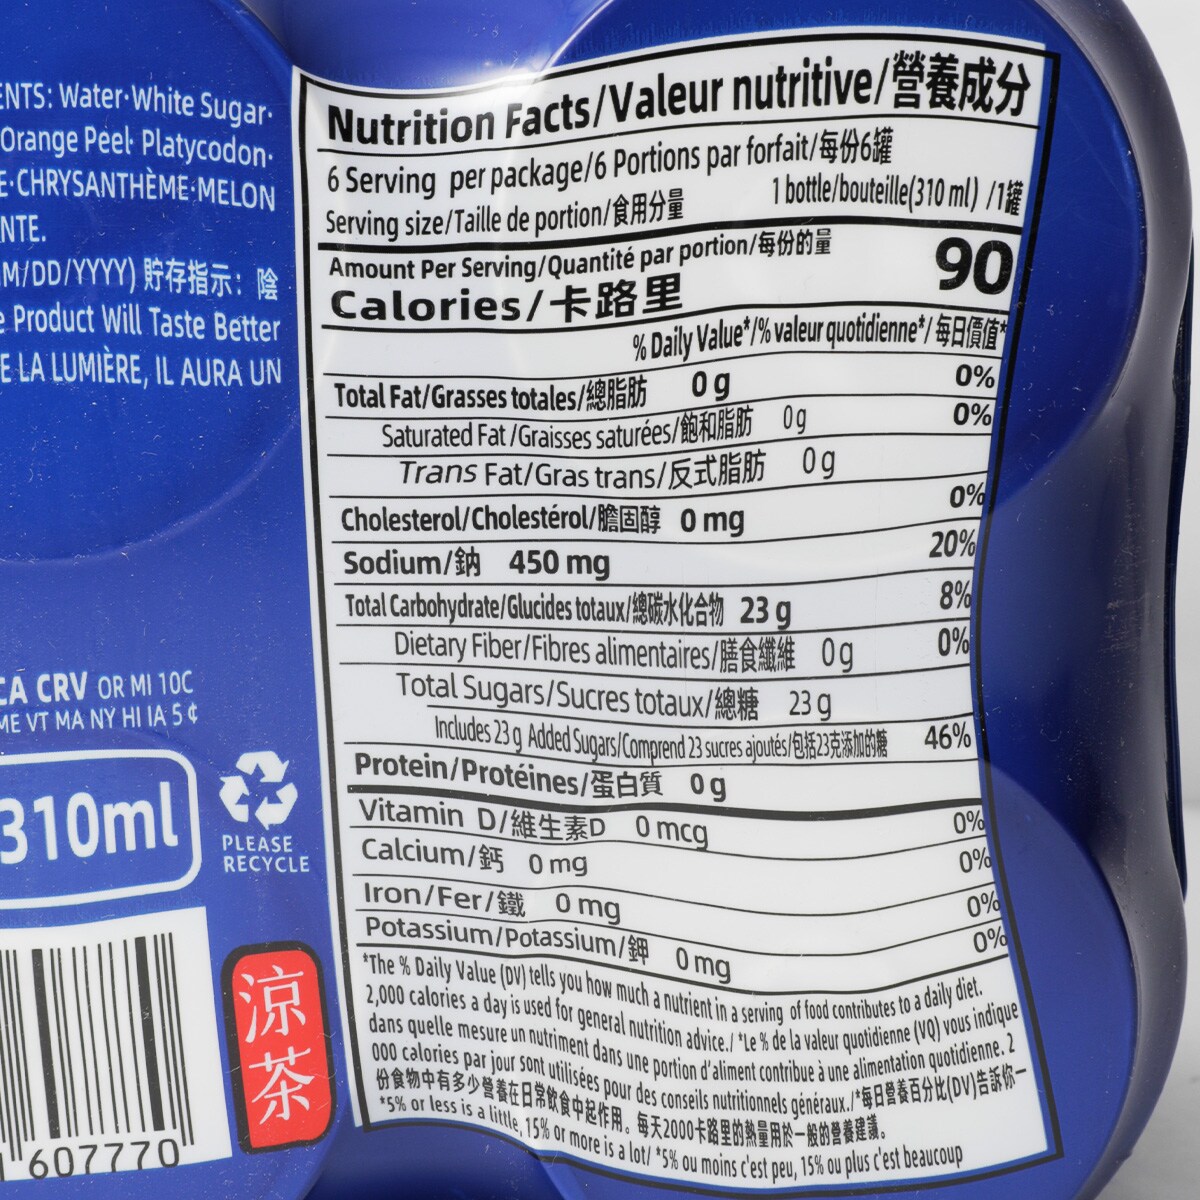 ENTS: Water·White Sugar·
Orange Peel· Platycodon·
E·CHRYSANTHÈME·MELON
NTE.
M/DD/YYYY) 貯存指示：陰
e Product Will Taste Better
E LA LUMIÈRE, IL AURA UN
CA CRV OR MI 10C
ME VT MA NY HI IA 5¢
310ml
PLEASE
RECYCLE
607770
涼茶
Nutrition Facts/Valeur nutritive/營養成分
6 Serving per package/6 Portions par forfait/每份6罐
Serving size/Taille de portion/食用分量 1 bottle/bouteille(310 ml) /1罐
Amount Per Serving/Quantité par portion/每份的量
Calories/卡路里 90
% Daily Value*/% valeur quotidienne*/每日價值*
Total Fat/Grasses totales/總脂肪 0 g 0%
Saturated Fat/Graisses saturées/飽和脂肪 0 g 0%
Trans Fat/Gras trans/反式脂肪 0 g
Cholesterol/Cholestérol/膽固醇 0 mg 0%
Sodium/鈉 450 mg 20%
Total Carbohydrate/Glucides totaux/總碳水化合物 23 g 8%
Dietary Fiber/Fibres alimentaires/膳食纖維 0 g 0%
Total Sugars/Sucres totaux/總糖 23 g
Includes 23 g Added Sugars/Comprend 23 sucres ajoutés/包括23克添加的糖 46%
Protein/Protéines/蛋白質 0 g
Vitamin D/維生素D 0 mcg 0%
Calcium/鈣 0 mg 0%
Iron/Fer/鐵 0 mg 0%
Potassium/Potassium/鉀 0 mg 0%
*The % Daily Value (DV) tells you how much a nutrient in a serving of food contributes to a daily diet.
2,000 calories a day is used for general nutrition advice./ *Le % de la valeur quotidienne (VQ) vous indique
dans quelle mesure un nutriment dans une portion d'aliment contribue à une alimentation quotidienne. 2
000 calories par jour sont utilisées pour des conseils nutritionnels généraux./*每日營養百分比(DV)告訴你一
份食物中有多少營養在日常飲食中起作用。每天2000卡路里的熱量用於一般的營養建議。
*5% or less is a little, 15% or more is a lot/ *5% ou moins c'est peu, 15% ou plus c'est beaucoup